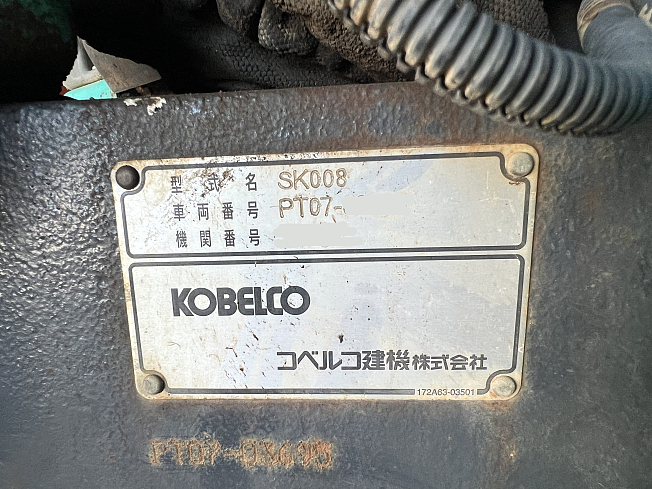 型式名 SK008
車両番号 PT07-
機関番号
KOBELCO
コベルコ建機株式会社
172A63-03501